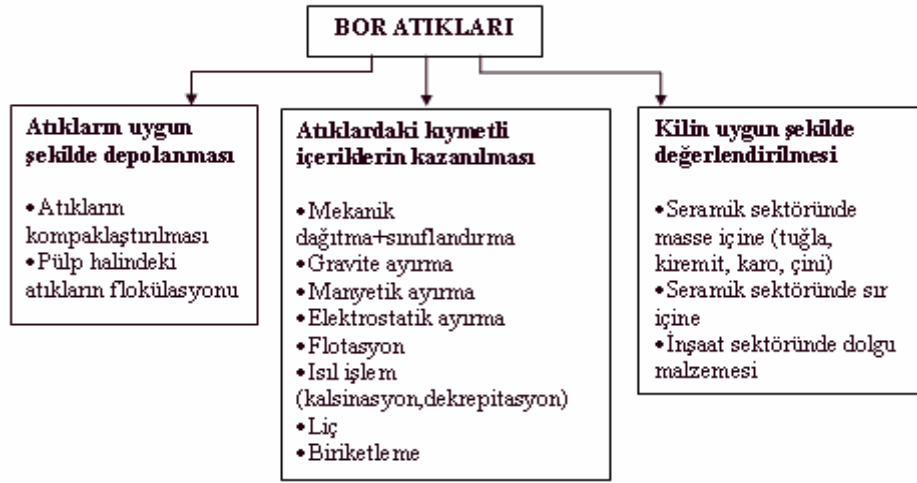 BOR ATIKLARI
Atıkların uygun
şekilde depolanması
•Atıkların
kompaklaştırılması
•Pülp halindeki
atıkların flokülasyonu
Atıklardaki kıymetli
içeriklerin kazanılması
•Mekanik
dağıtma+sınıflandırma
•Gravite ayırma
•Manyetik ayırma
•Elektrostatik ayırma
•Flotasyon
•Isıl işlem
(kalsinasyon,dekrepitasyon)
•Liç
•Biriketleme
Kilin uygun şekilde
değerlendirilmesi
•Seramik sektöründe
masse içine (tuğla,
kiremit, karo, çini)
•Seramik sektöründe sır
içine
•İnşaat sektöründe dolgu
malzemesi